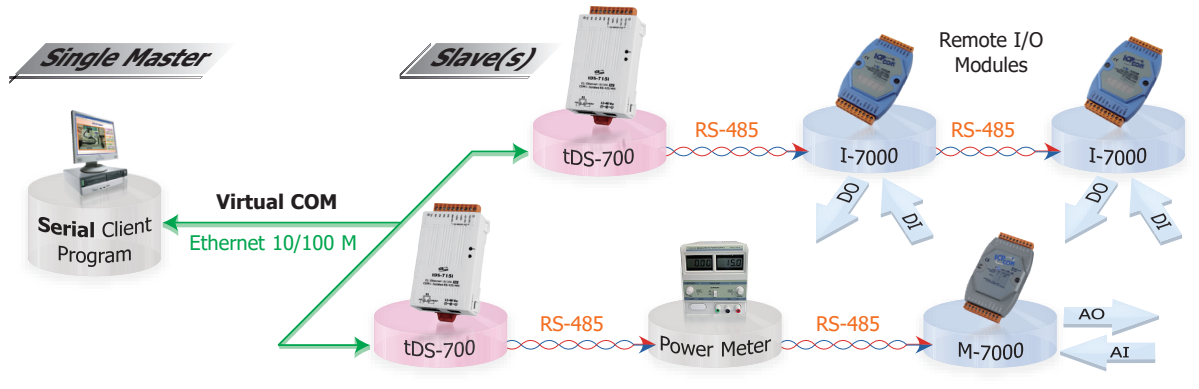 Single Master
Slave(s)
Remote I/O
Modules
tDS-700
RS-485
I-7000
RS-485
I-7000
DO
DI
DO
DI
Virtual COM
Ethernet 10/100 M
Serial Client
Program
tDS-700
RS-485
Power Meter
RS-485
M-7000
AO
AI